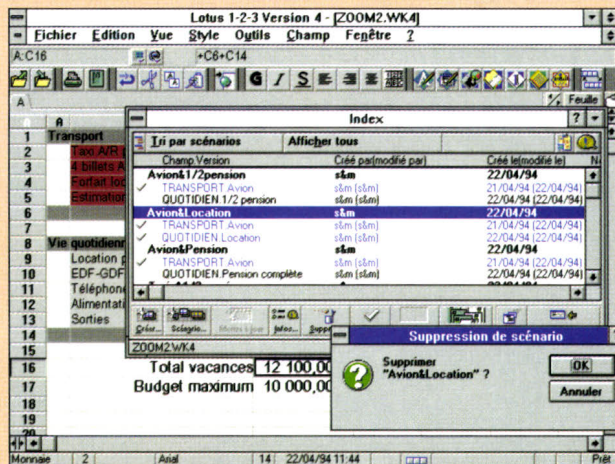 Lotus 1-2-3 Version 4 - [ZOOM2.WK4]
Fichier Edition Vue Style Outils Champ Fenêtre ?
A:C16 +C6+C14
G I S
A Feuille
Index ?
Tri par scénarios Afficher tous
Champ.Version Créé par(modifié par) Créé le(modifié le)
Avion&1/2pension s&m 22/04/94
TRANSPORT.Avion s&m (s&m) 21/04/94 (22/04/94)
QUOTIDIEN.1/2 pension s&m (s&m) 22/04/94 (22/04/94)
Avion&Location s&m 22/04/94
TRANSPORT.Avion s&m (s&m) 21/04/94 (22/04/94)
QUOTIDIEN.Location s&m (s&m) 22/04/94 (22/04/94)
Avion&Pension s&m 22/04/94
TRANSPORT.Avion s&m (s&m) 21/04/94 (22/04/94)
QUOTIDIEN.Pension complète s&m (s&m) 22/04/94 (22/04/94)
Créer... Scénario... Mettre à jour Infos...
ZOOM2.WK4
A
1 Transport
2 Taxi A/R
3 4 billets A
4 Forfait loc
5 Estimation
6
7
8 Vie quotidienn
9 Location p
10 EDF-GDF
11 Téléphone
12 Alimentati
13 Sorties
14
15
16 Total vacances 12 100,00
17 Budget maximum 10 000,00
18
19
20
Suppression de scénario
Supprimer
"Avion&Location" ?
OK
Annuler
Monnaie 2 Arial 14 22/04/94 11:44 Prêt